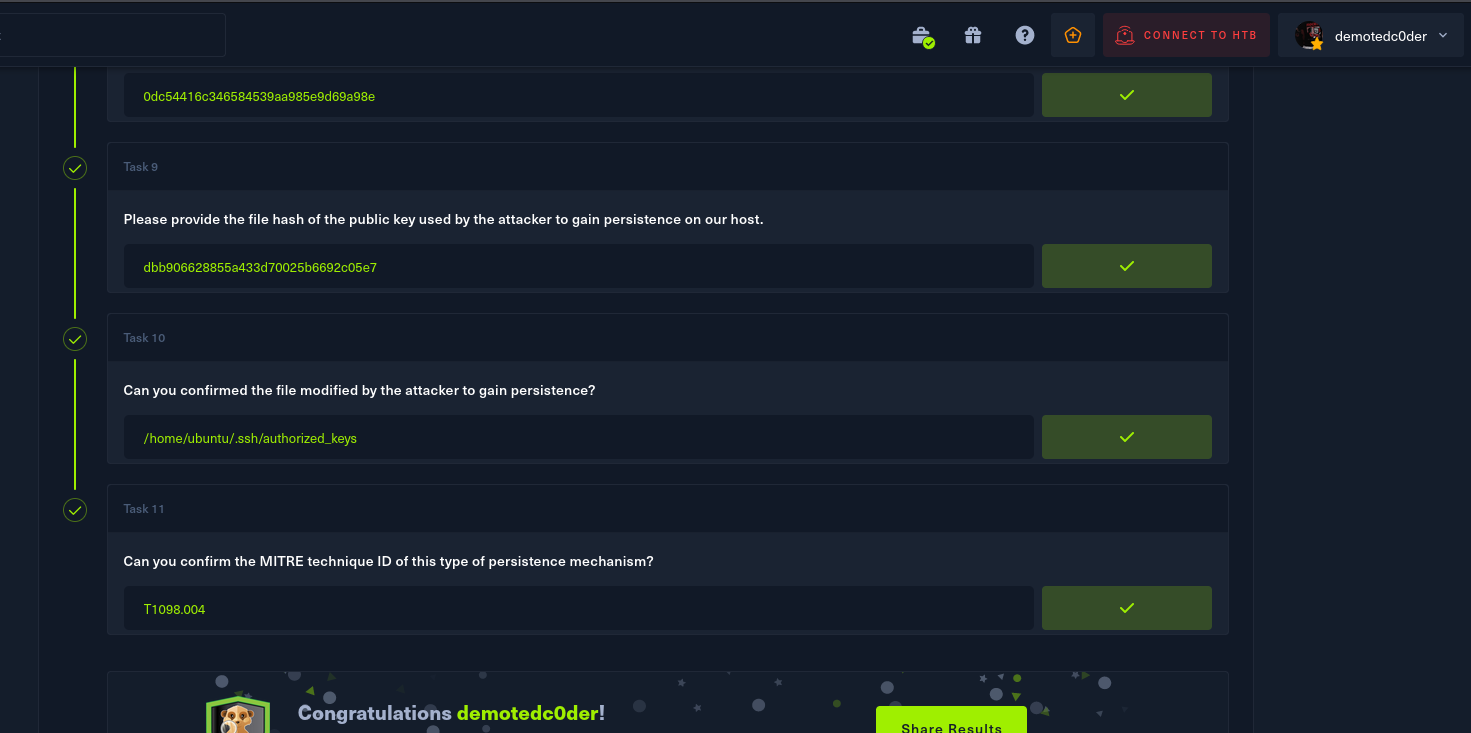 CONNECT TO HTB
demotedc0der
0dc54416c346584539aa985e9d69a98e
Task 9
Please provide the file hash of the public key used by the attacker to gain persistence on our host.
dbb906628855a433d70025b6692c05e7
Task 10
Can you confirmed the file modified by the attacker to gain persistence?
/home/ubuntu/.ssh/authorized_keys
Task 11
Can you confirm the MITRE technique ID of this type of persistence mechanism?
T1098.004
Congratulations demotedc0der!
Share Results